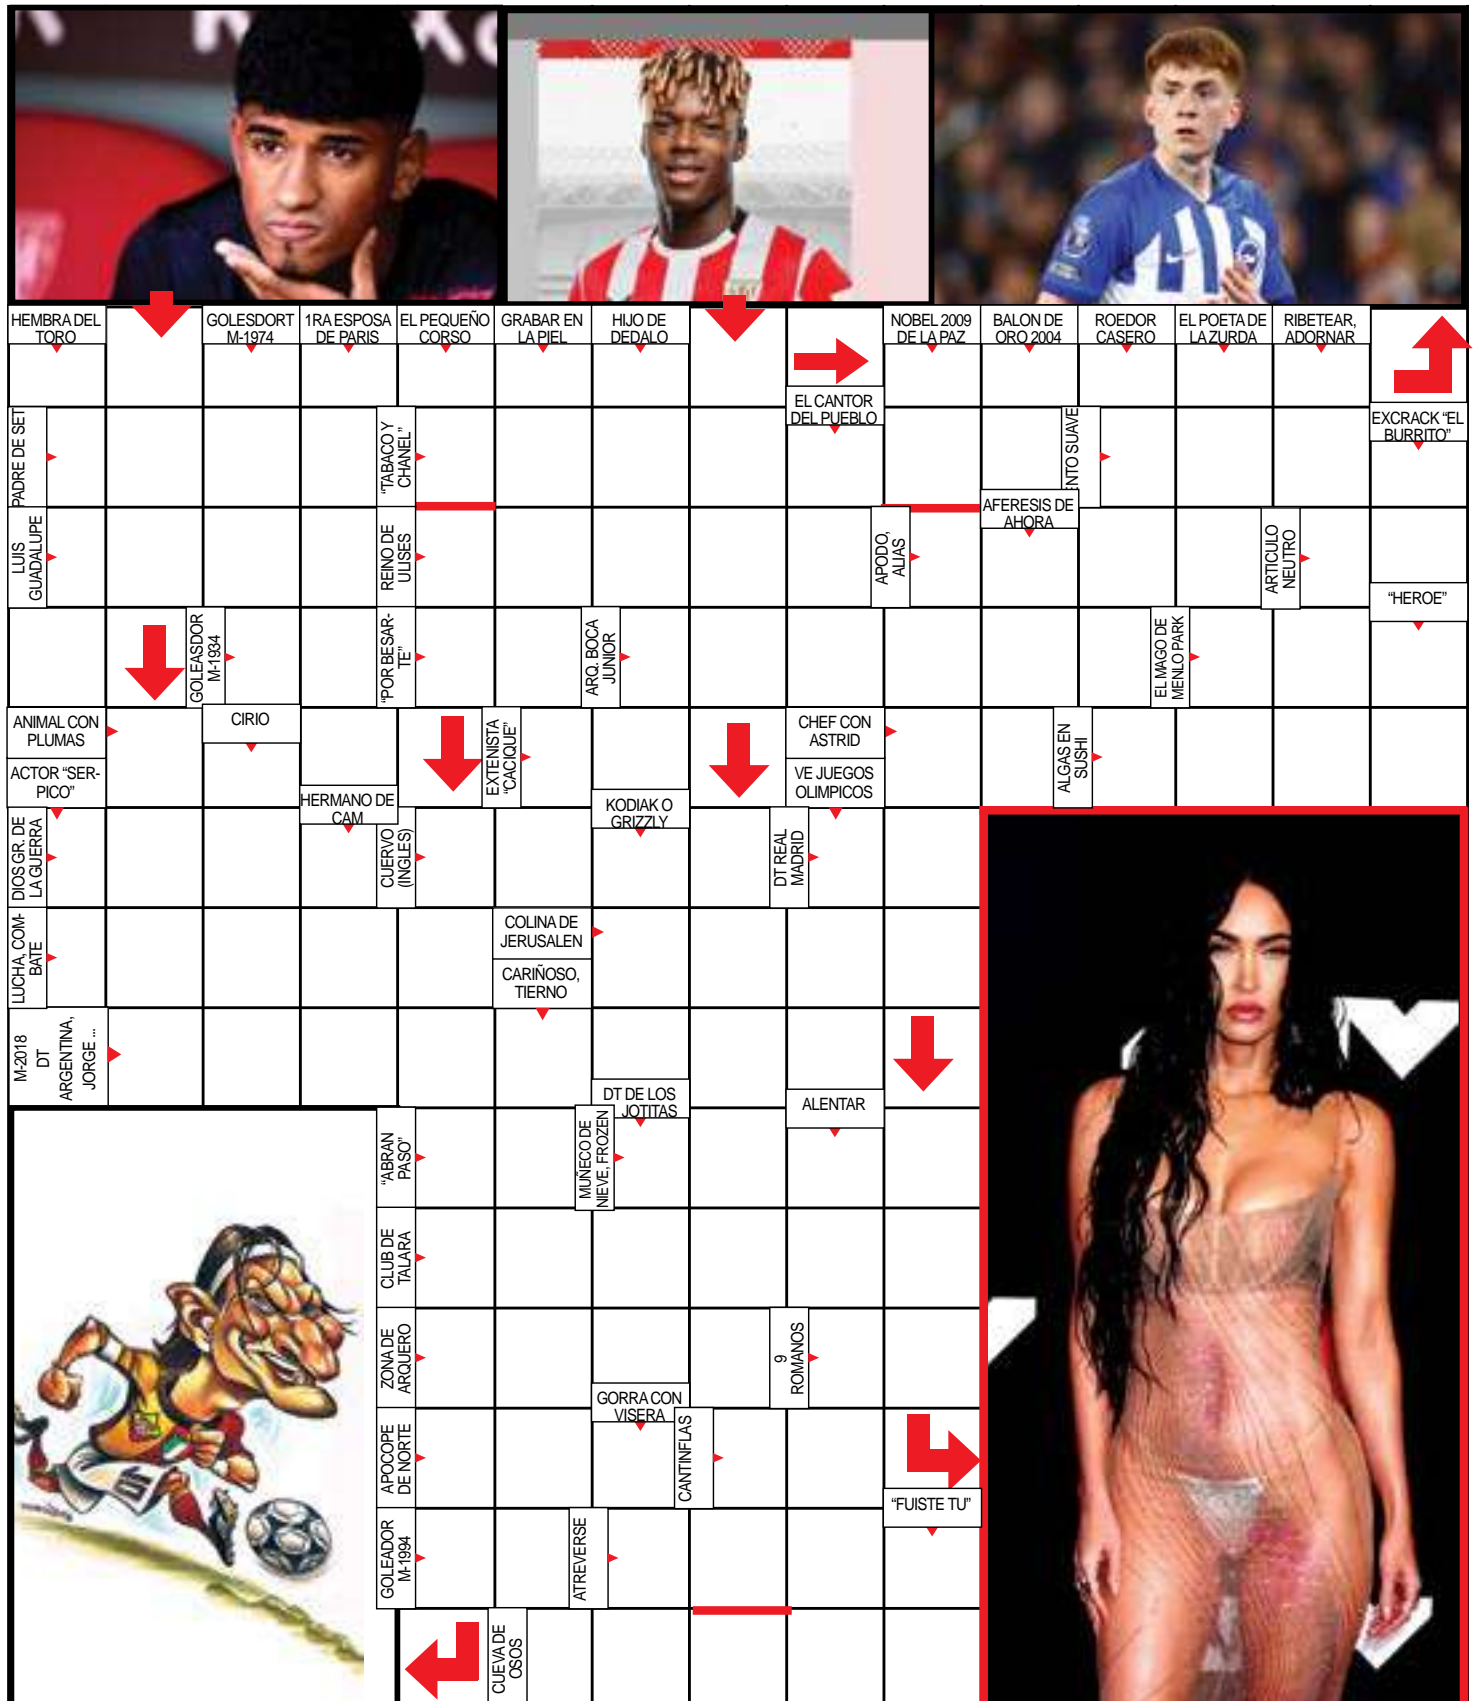 HEMBRA DEL
TORO
GOLESDORT
M-1974
1RA ESPOSA
DE PARIS
EL PEQUEÑO
CORSO
GRABAR EN
LA PIEL
HIJO DE
DEDALO
NOBEL 2009
DE LA PAZ
BALON DE
ORO 2004
ROEDOR
CASERO
EL POETA DE
LA ZURDA
RIBETEAR,
ADORNAR
EL CANTOR
DEL PUEBLO
EXCRACK “EL
BURRITO”
PADRE DE SET
“TABACO Y
CHANEL”
NTO SUAVE
AFERESIS DE
AHORA
LUIS
GUADALUPE
REINO DE
ULISES
APODO,
ALIAS
ARTICULO
NEUTRO
“HEROE”
GOLEASDOR
M-1934
“POR BESAR-
TE”
ARQ. BOCA
JUNIOR
EL MAGO DE
MENLO PARK
ANIMAL CON
PLUMAS
CIRIO
EXTENISTA
“CACIQUE”
CHEF CON
ASTRID
ALGAS EN
SUSHI
ACTOR “SER-
PICO”
VE JUEGOS
OLIMPICOS
HERMANO DE
CAM
KODIAK O
GRIZZLY
DIOS GR. DE
LA GUERRA
CUERVO
(INGLES)
DT REAL
MADRID
LUCHA, COM-
BATE
COLINA DE
JERUSALEN
CARIÑOSO,
TIERNO
M-2018
DT
ARGENTINA,
JORGE ...
DT DE LOS
JOTITAS
ALENTAR
“ABRAN
PASO”
MUÑECO DE
NIEVE, FROZEN
CLUB DE
TALARA
ZONA DE
ARQUERO
9
ROMANOS
GORRA CON
VISERA
APOCOPE
DE NORTE
CANTINFLAS
“FUISTE TU”
GOLEADOR
M-1994
ATREVERSE
CUEVA DE
OSOS